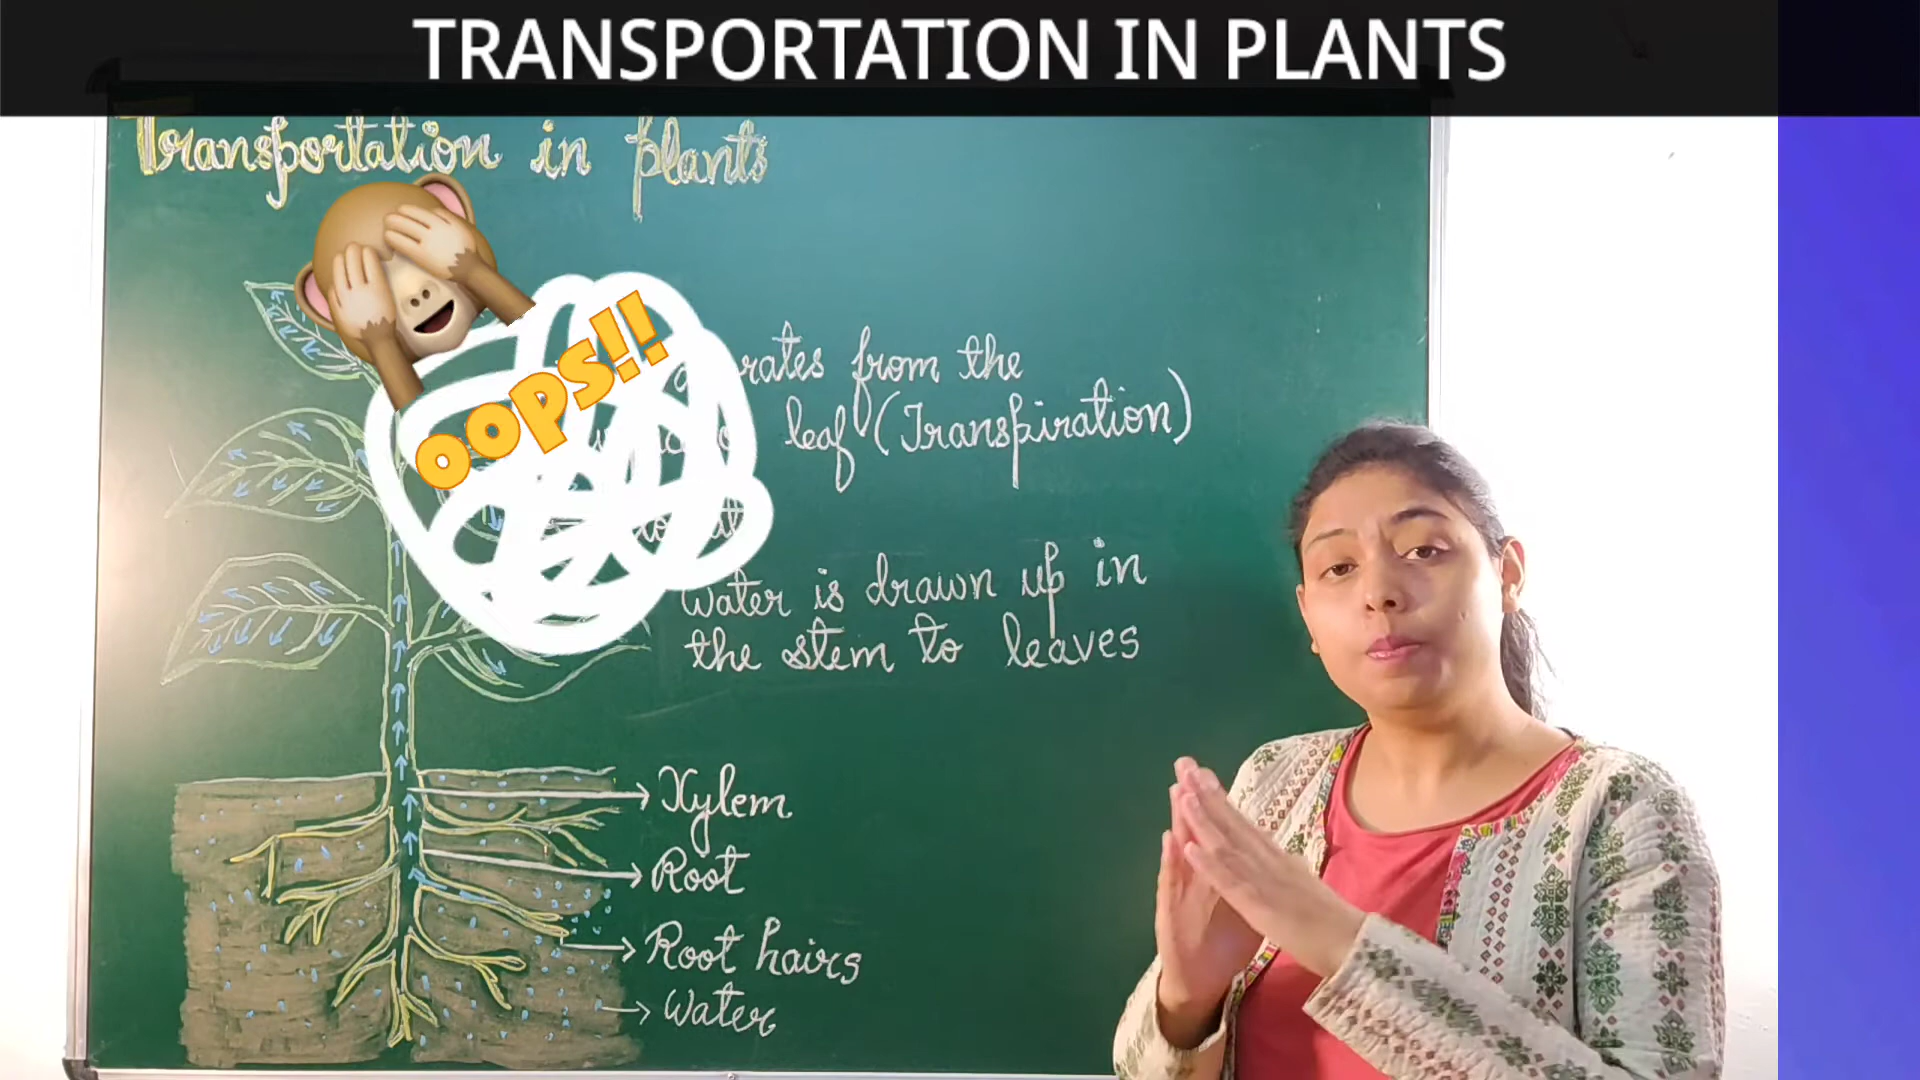 TRANSPORTATION IN PLANTS
Transportation in plants
oops!!
from the
leaf (Transpiration)
Water is drawn up in
the stem to leaves
Xylem
Root
Root hairs
Water